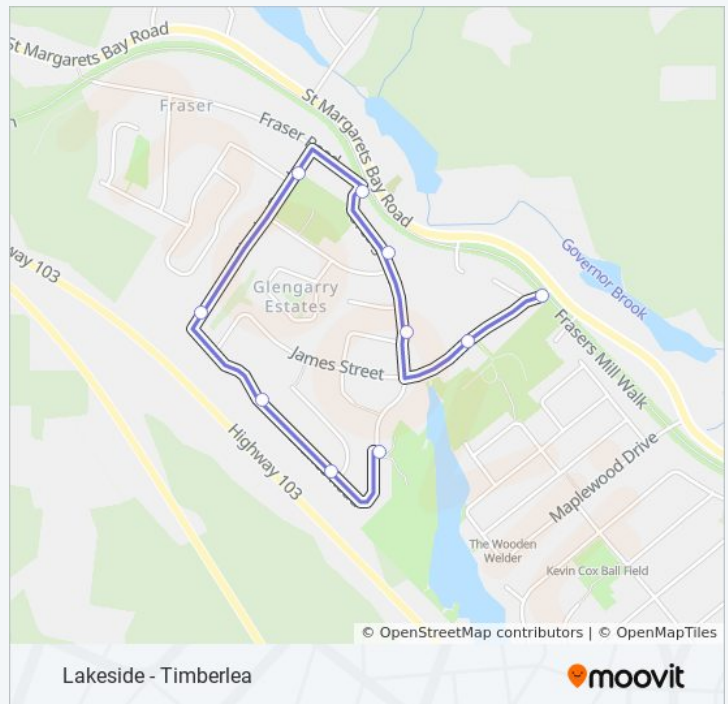 St Margarets Bay Road
Fraser
Fraser Road
St Margarets Bay Road
Governor Brook
Highway 103
Glengarry
Estates
James Street
Frasers Mill Walk
Highway 103
Maplewood Drive
The Wooden
Welder
Kevin Cox Ball Field
© OpenStreetMap contributors | © OpenMapTiles
Lakeside - Timberlea
moovit